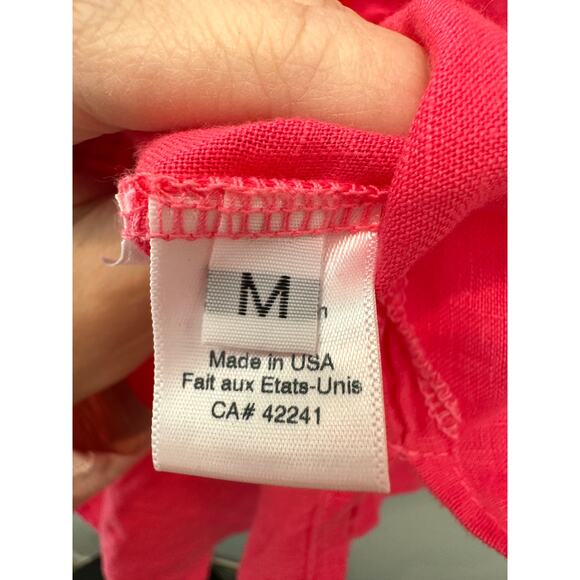 M
Made in USA
Fait aux Etats-Unis
CA# 42241